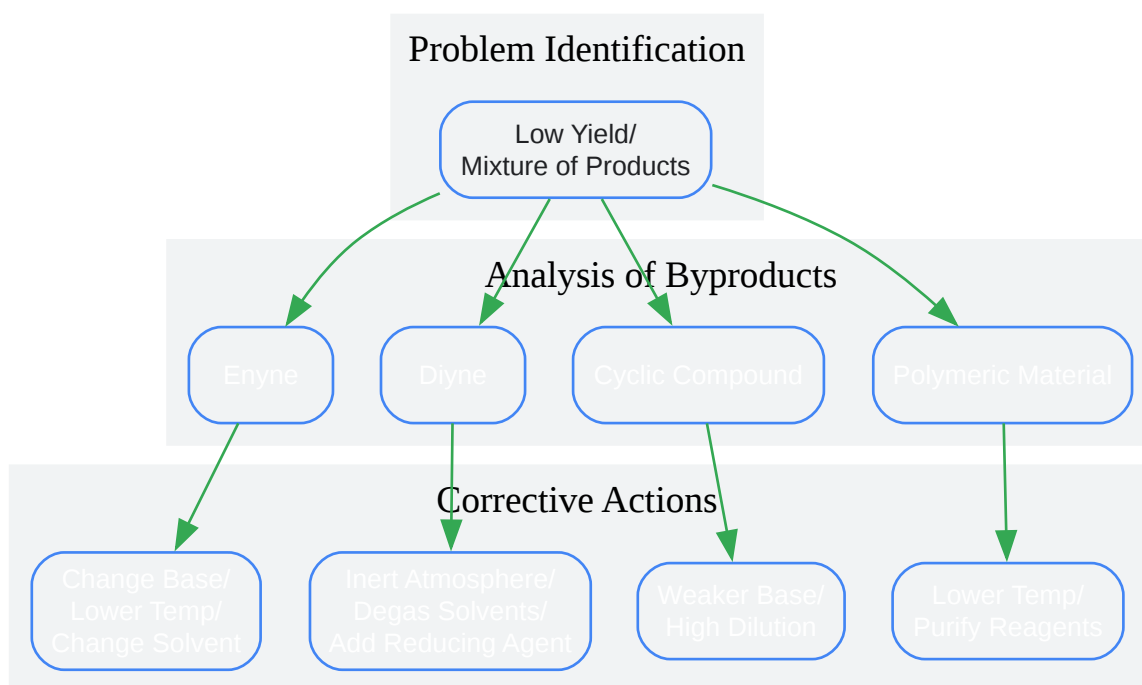 Problem Identification
Low Yield/
Mixture of Products
Analysis of Byproducts
Enyne
Diyne
Cyclic Compound
Polymeric Material
Corrective Actions
Change Base/
Lower Temp/
Change Solvent
Inert Atmosphere/
Degas Solvents/
Add Reducing Agent
Weaker Base/
High Dilution
Lower Temp/
Purify Reagents